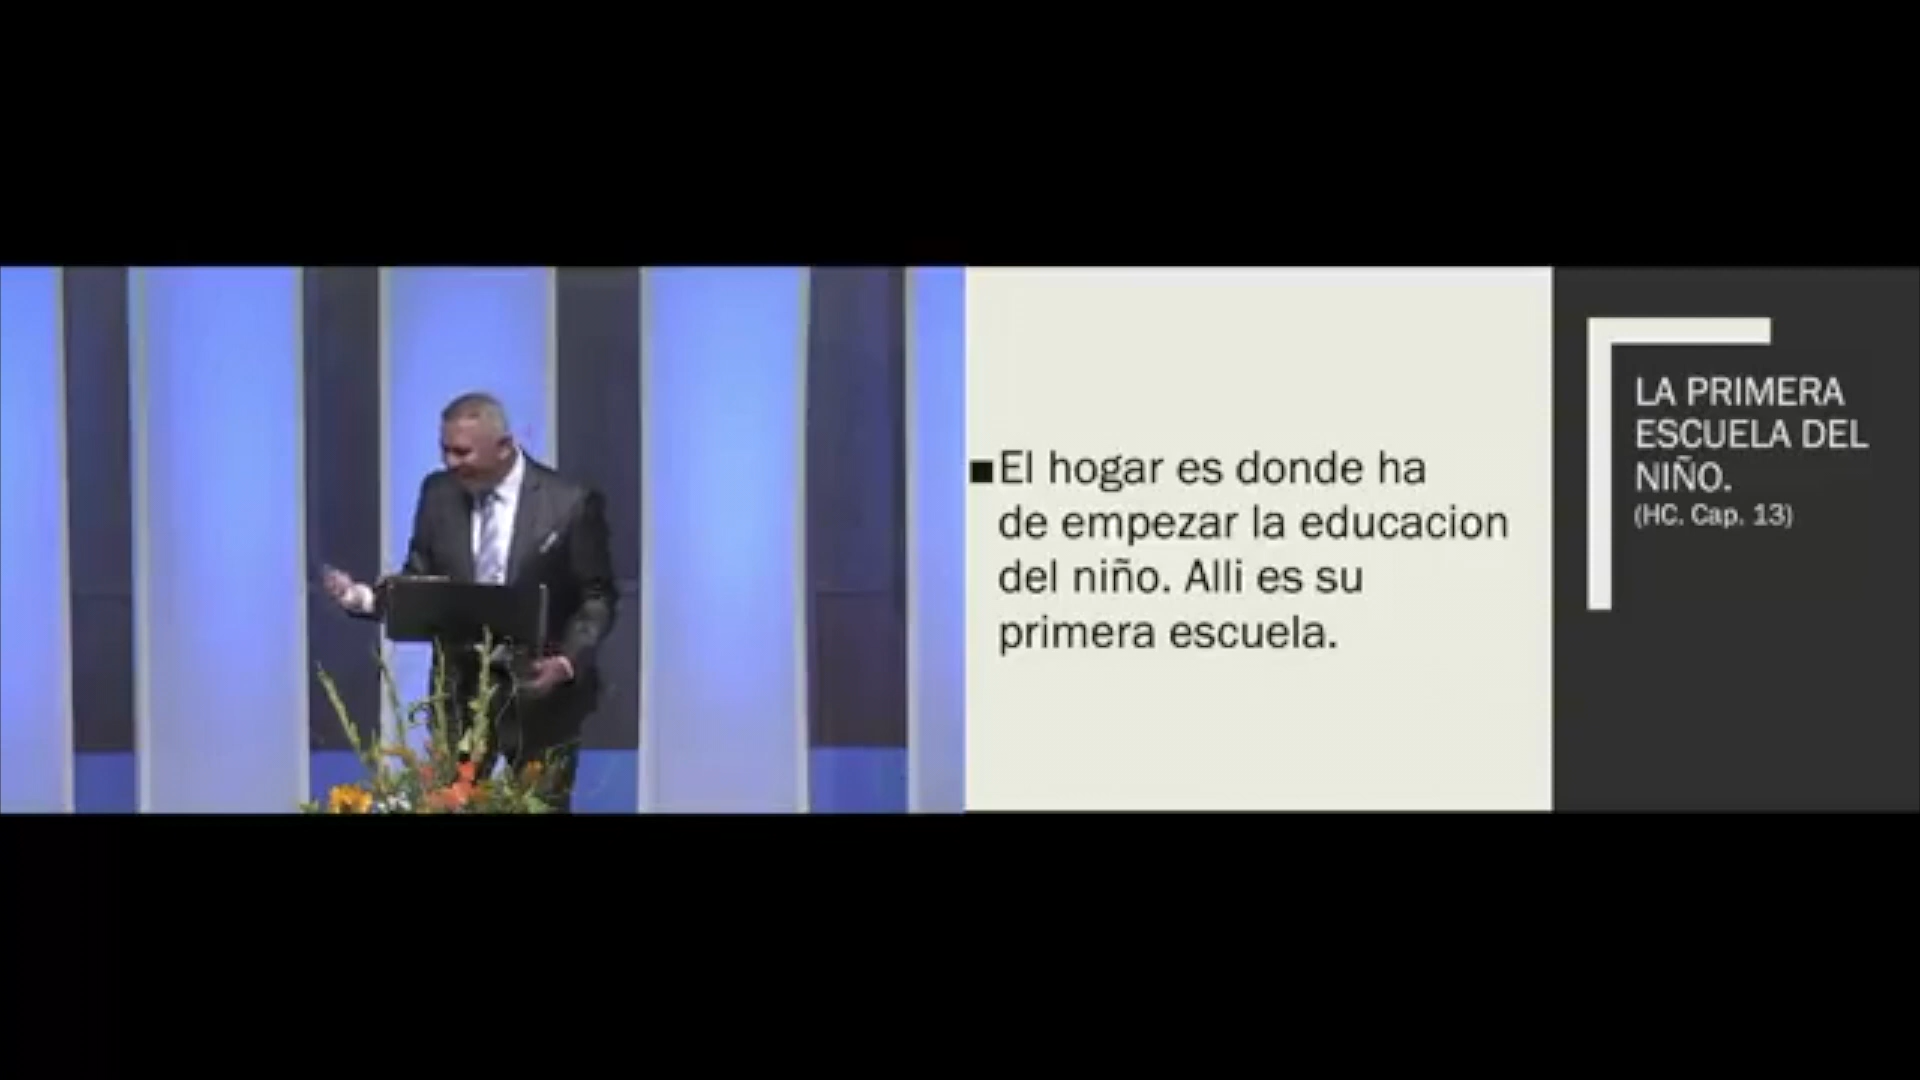 El hogar es donde ha
de empezar la educacion
del niño. Alli es su
primera escuela.
LA PRIMERA
ESCUELA DEL
NIÑO.
(HC. Cap. 13)